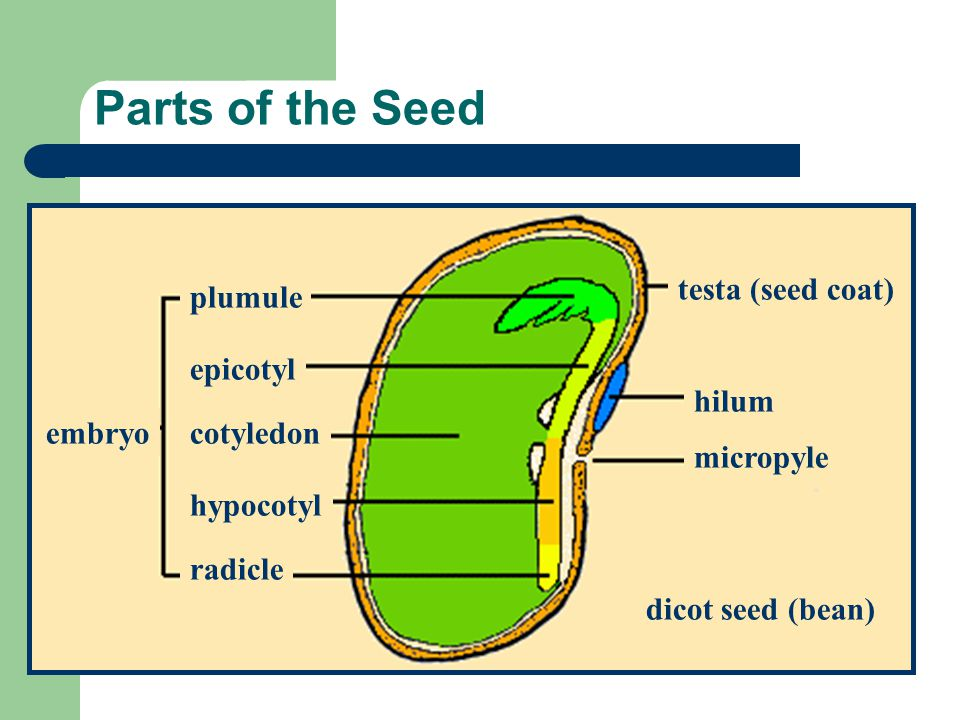 Parts of the Seed
plumule
testa (seed coat)
epicotyl
hilum
embryo
cotyledon
micropyle
hypocotyl
radicle
dicot seed (bean)